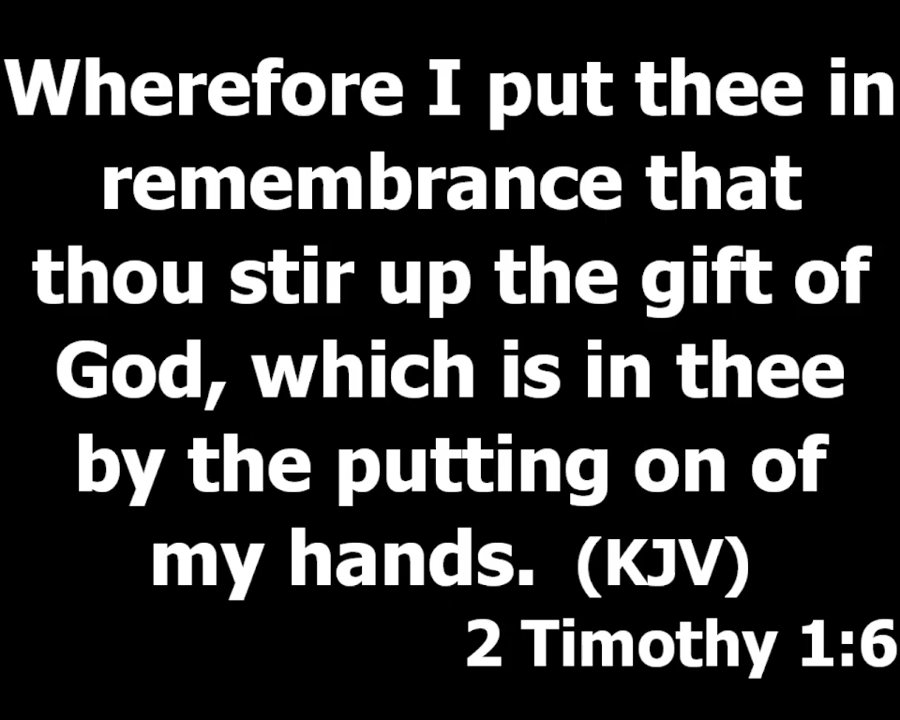 Wherefore I put thee in
remembrance that
thou stir up the gift of
God, which is in thee
by the putting on of
my hands. (KJV)
2 Timothy 1:6